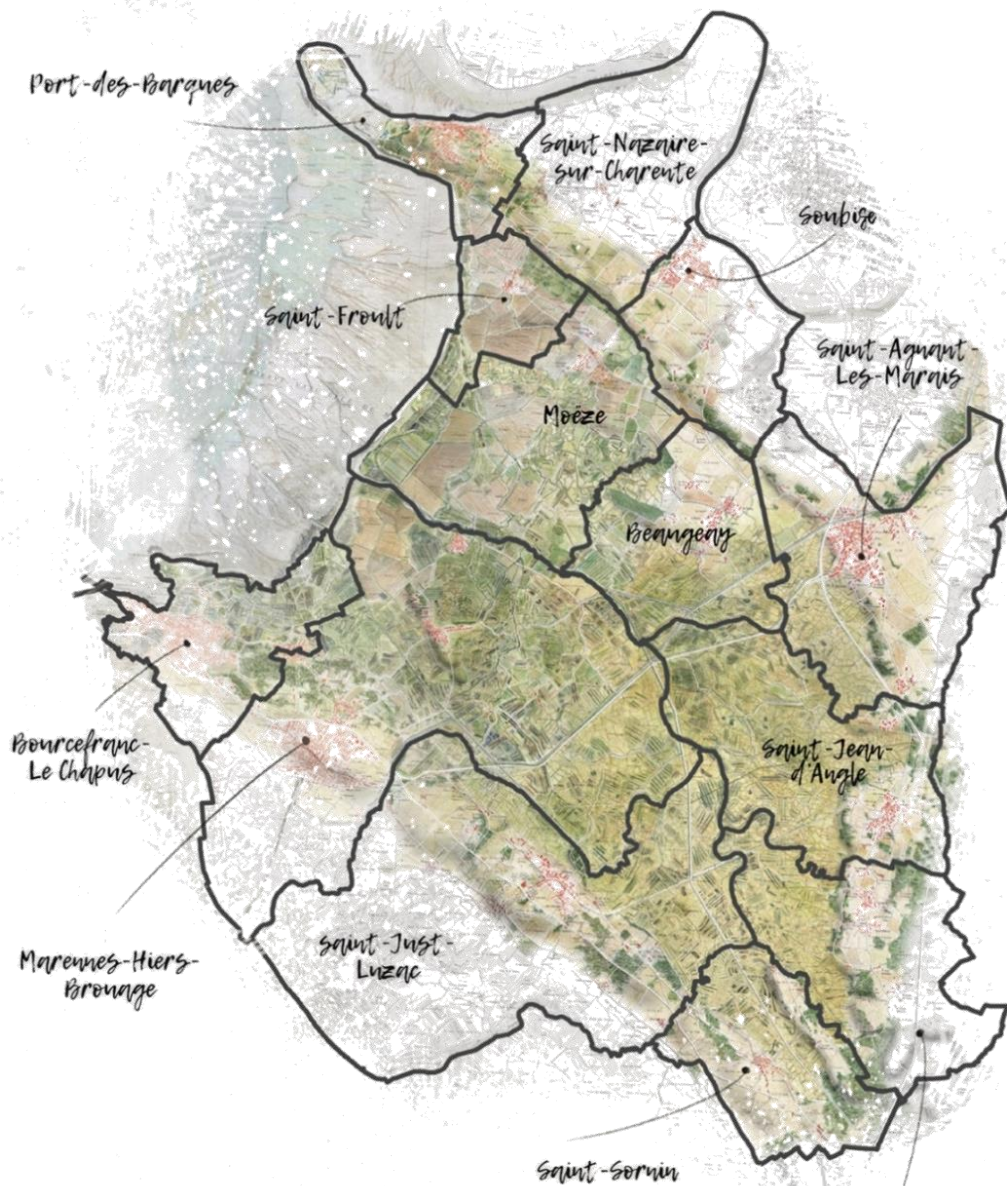 Port-des-Barques
Saint-Nazaire-
sur-Charente
Soubise
Saint-Froult
Saint-Agnant-
Les-Marais
Moëze
Beaugeay
Bourcefranc-
Le Chapus
Saint-Jean-
d'Angle
Marennes-Hiers-
Brouage
Saint-Just-
Luzac
Saint-Sornin